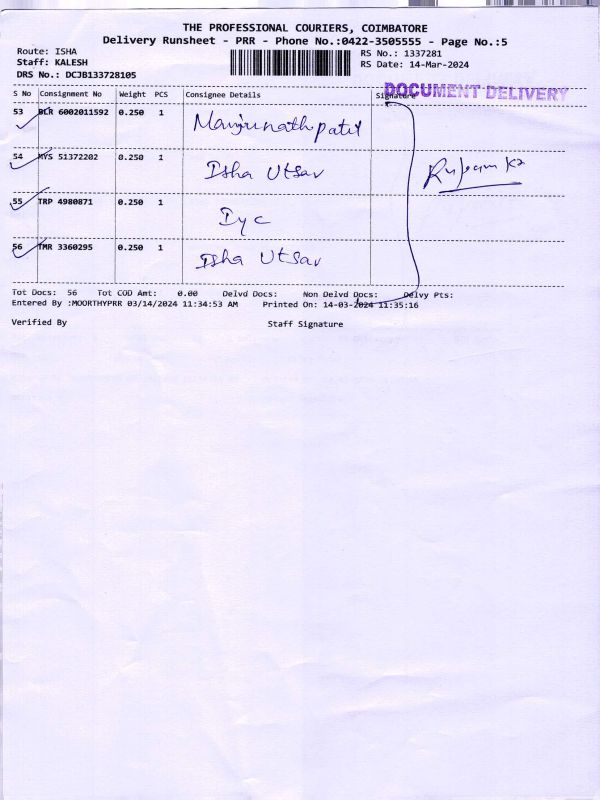 THE PROFESSIONAL COURIERS, COIMBATORE
Delivery Runsheet - PRR - Phone No.:0422-3505555 - Page No.:5
Route: ISHA
Staff: KALESH
DRS No.: DCJB133728105
RS No.: 1337281
RS Date: 14-Mar-2024
DOCUMENT DELIVERY
S No Consignment No Weight PCS Consignee Details Signature
53 BLR 6002011592 0.250 1 Manjunath patil
54 MYS 51372202 0.250 1 Isha Utsav
55 TRP 4980871 0.250 1 Iyc
56 TMR 3360295 0.250 1 Isha Utsav
Tot Docs: 56 Tot COD Amt: 0.00 Delvd Docs: Non Delvd Docs: Delvy Pts:
Entered By :MOORTHYPRR 03/14/2024 11:34:53 AM Printed On: 14-03-2024 11:35:16
Verified By Staff Signature